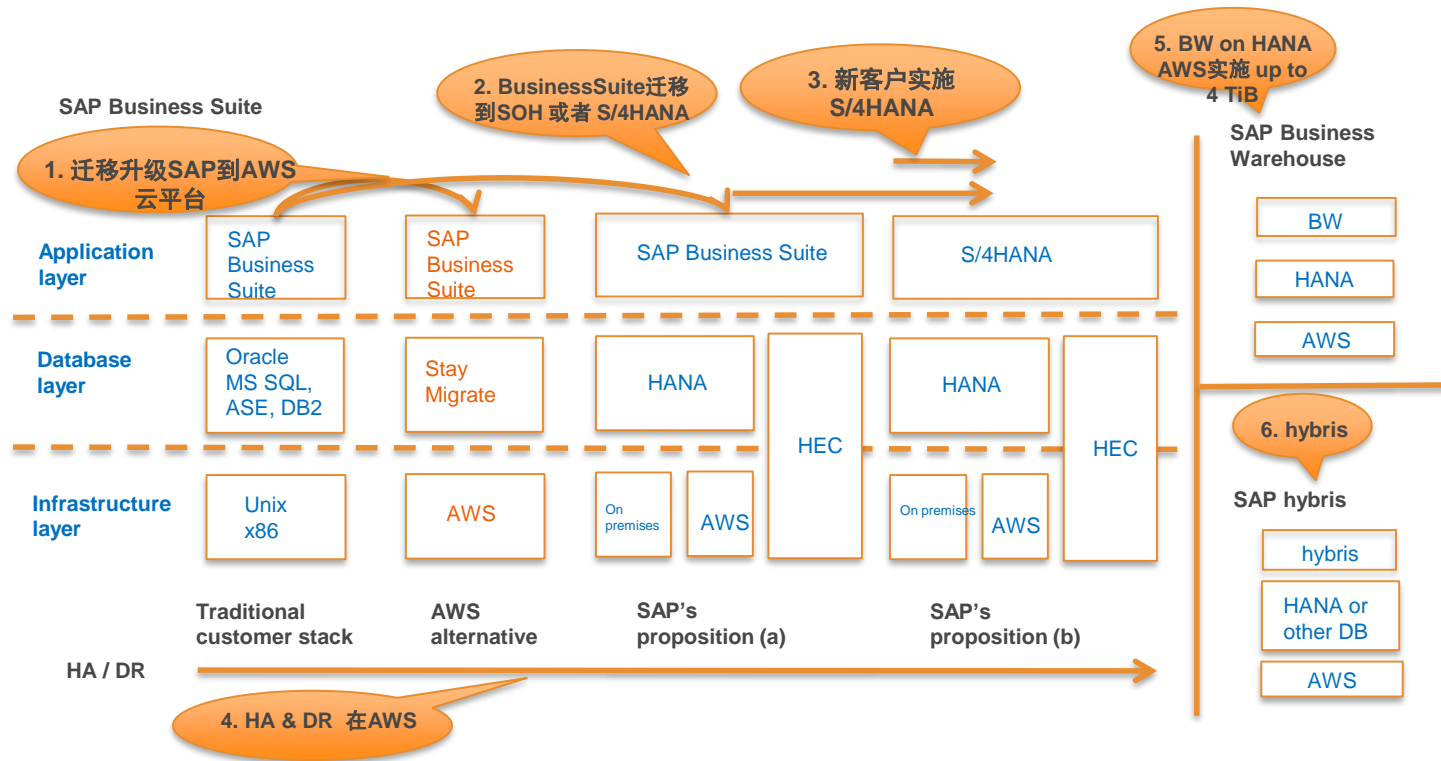 5. BW on HANA
AWS实施 up to
4 TiB
2. BusinessSuite迁移
到SOH 或者 S/4HANA
3. 新客户实施
S/4HANA
SAP Business Suite
1. 迁移升级SAP到AWS
云平台
Application
layer
SAP
Business
Suite
SAP
Business
Suite
SAP Business Suite
S/4HANA
Database
layer
Oracle
MS SQL,
ASE, DB2
Stay
Migrate
HANA
HEC
HANA
HEC
Infrastructure
layer
Unix
x86
AWS
On
premises
AWS
On premises
AWS
Traditional
customer stack
AWS
alternative
SAP's
proposition (a)
SAP's
proposition (b)
HA / DR
4. HA & DR 在AWS
SAP Business
Warehouse
BW
HANA
AWS
6. hybris
SAP hybris
hybris
HANA or
other DB
AWS